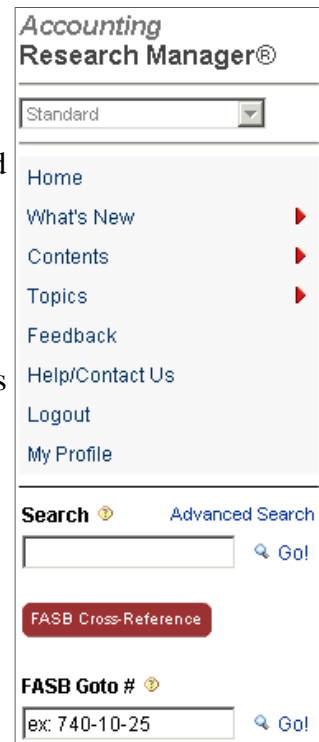 Accounting
Research Manager®
Standard
d
Home
What's New
Contents
Topics
Feedback
s
Help/Contact Us
Logout
My Profile
Search
Advanced Search
Go!
FASB Cross-Reference
FASB Goto #
ex: 740-10-25
Go!